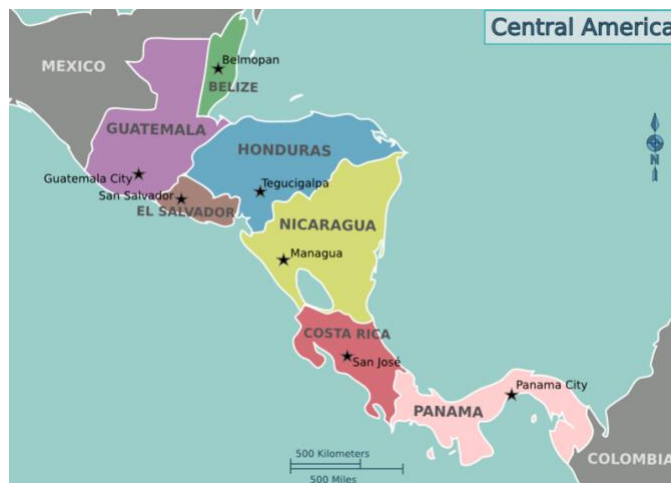 Central America
MEXICO
Belmopan
BELIZE
GUATEMALA
HONDURAS
N
Guatemala City
Tegucigalpa
San Salvador
EL SALVADOR
NICARAGUA
Managua
COSTA RICA
San José
Panama City
PANAMA
500 Kilometers
COLOMBIA
500 Miles